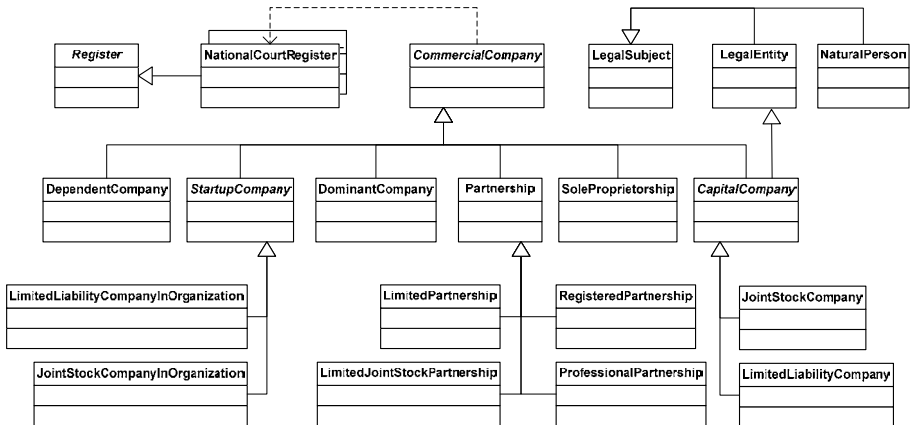 Register
NationalCourtRegister
CommercialCompany
LegalSubject
LegalEntity
NaturalPerson
DependentCompany
StartupCompany
DominantCompany
Partnership
SoleProprietorship
CapitalCompany
LimitedLiabilityCompanyInOrganization
LimitedPartnership
RegisteredPartnership
JointStockCompany
JointStockCompanyInOrganization
LimitedJointStockPartnership
ProfessionalPartnership
LimitedLiabilityCompany